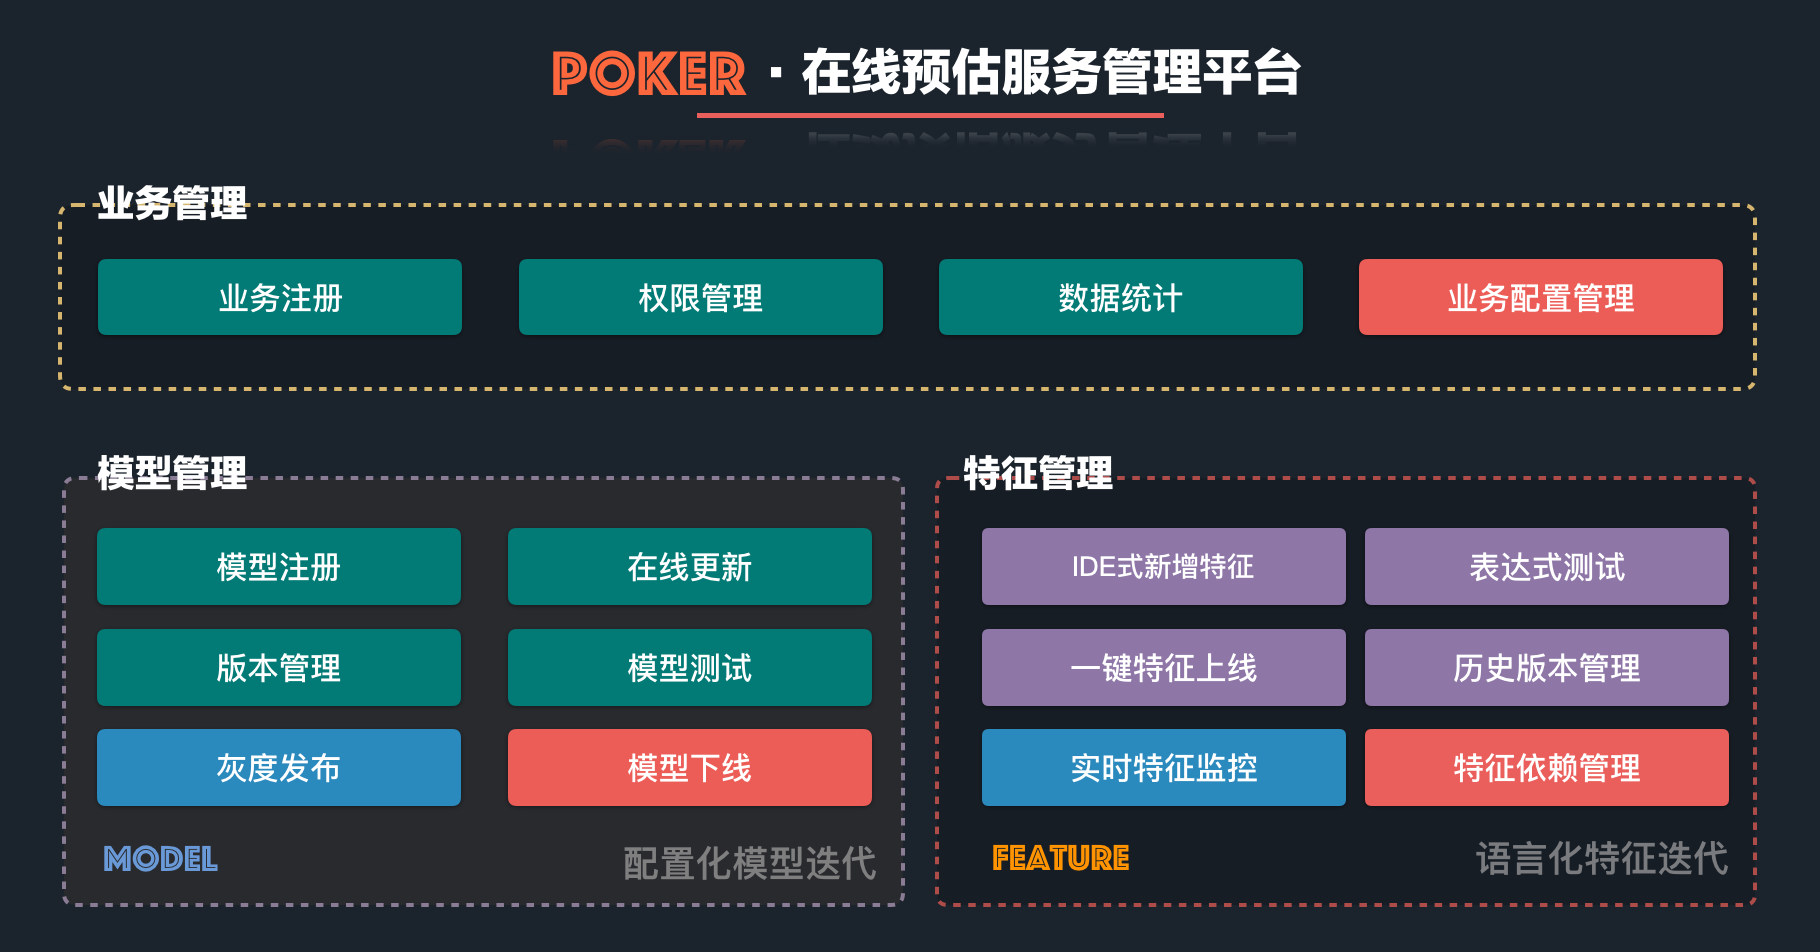 POKER · 在线预估服务管理平台
业务管理
业务注册
权限管理
数据统计
业务配置管理
模型管理
模型注册
在线更新
版本管理
模型测试
灰度发布
模型下线
MODEL
配置化模型迭代
特征管理
IDE式新增特征
表达式测试
一键特征上线
历史版本管理
实时特征监控
特征依赖管理
FEATURE
语言化特征迭代